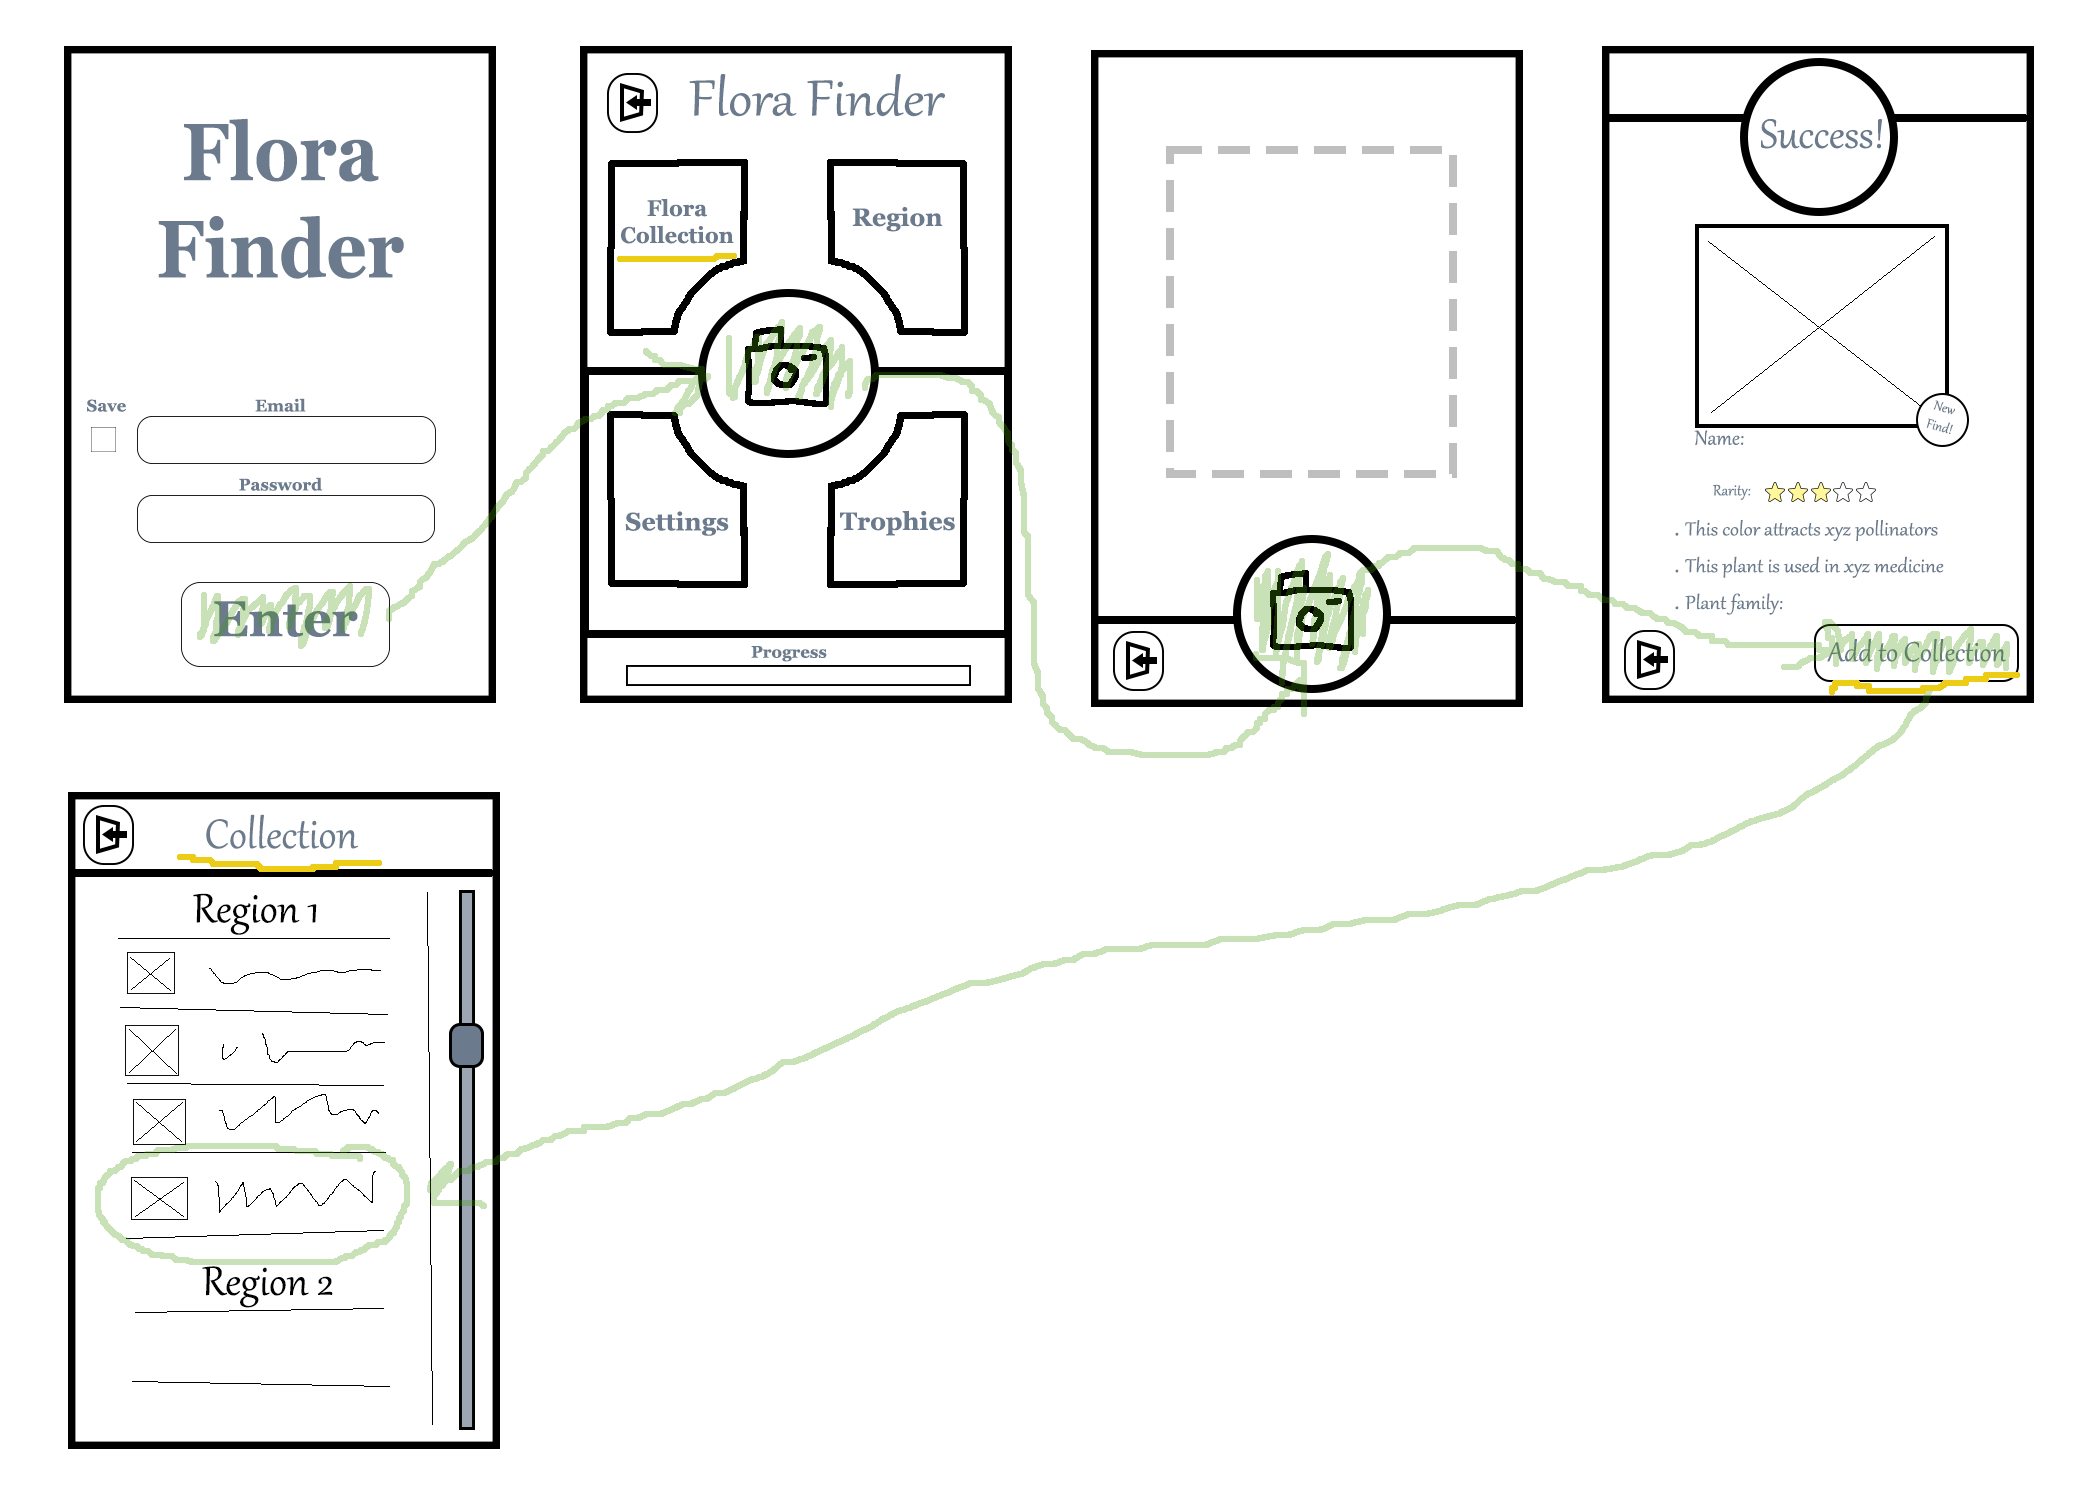 Flora
Finder
Save
Email
Password
Enter
Flora Finder
Flora
Collection
Region
Settings
Trophies
Progress
Success!
New
Find!
Name:
Rarity:
. This color attracts xyz pollinators
. This plant is used in xyz medicine
. Plant family:
Add to Collection
Collection
Region 1
Region 2